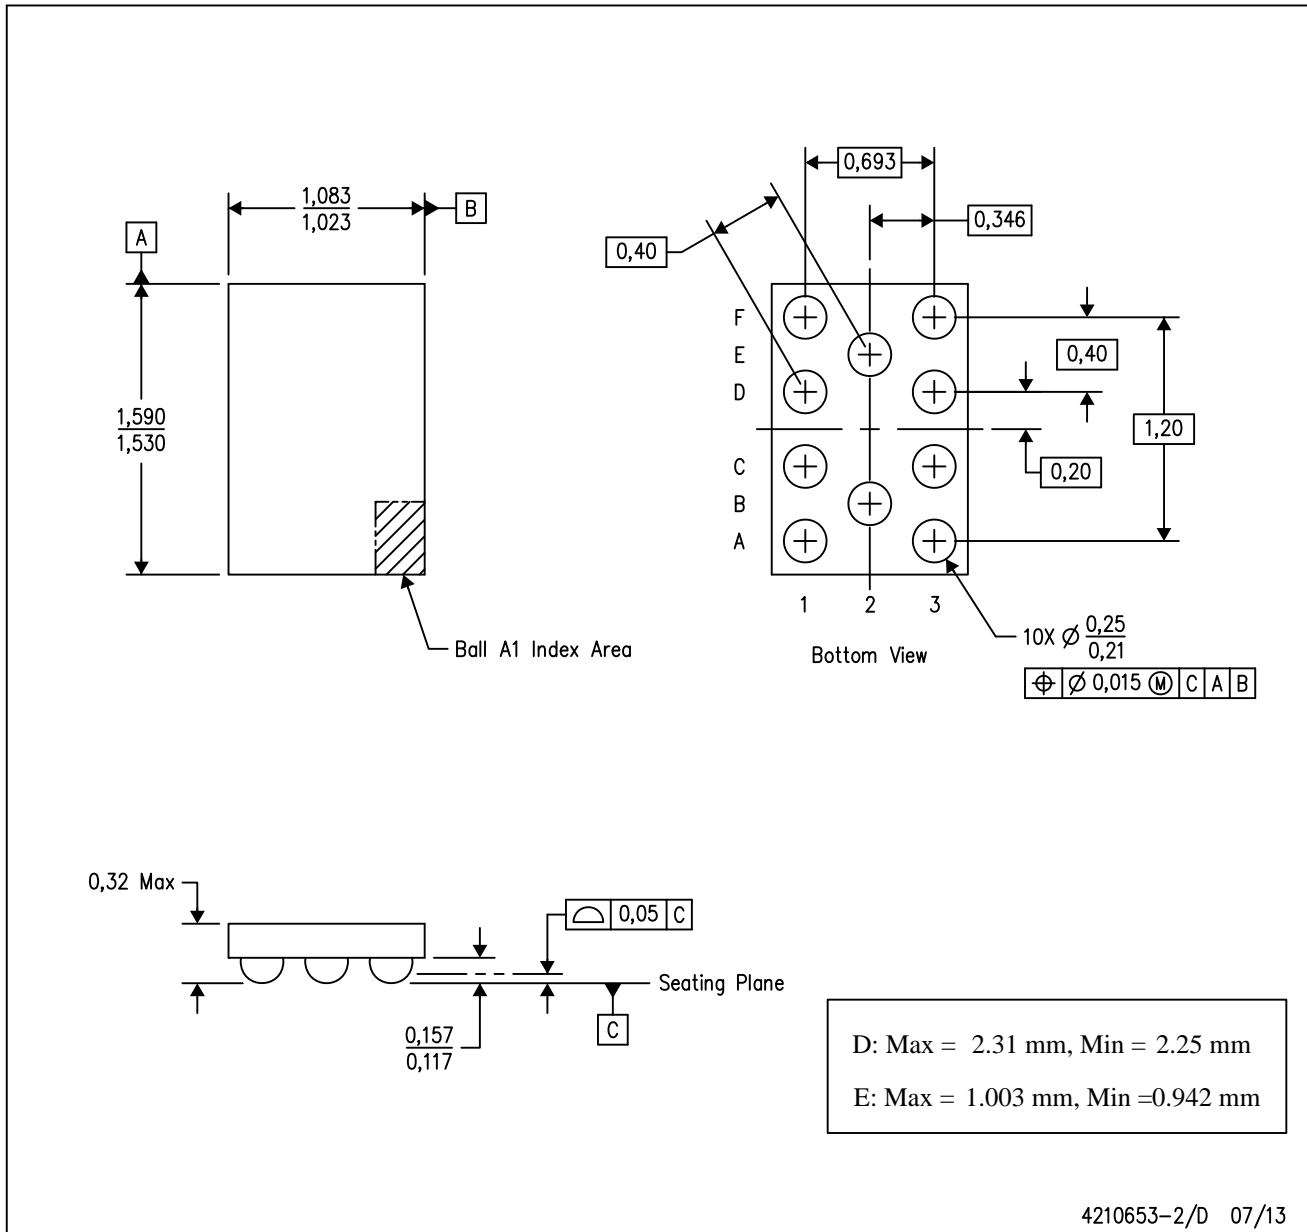 0,693
1,083
1,023
B
A
0,346
0,40
F
E
0,40
D
1,590
1,530
1,20
C
0,20
B
A
1 2 3
Ball A1 Index Area
Bottom View
10X Ø 0,25
0,21
⌖ Ø 0,015 Ⓜ C A B
0,32 Max
⌓ 0,05 C
Seating Plane
C
0,157
0,117
D: Max = 2.31 mm, Min = 2.25 mm
E: Max = 1.003 mm, Min =0.942 mm
4210653-2/D 07/13